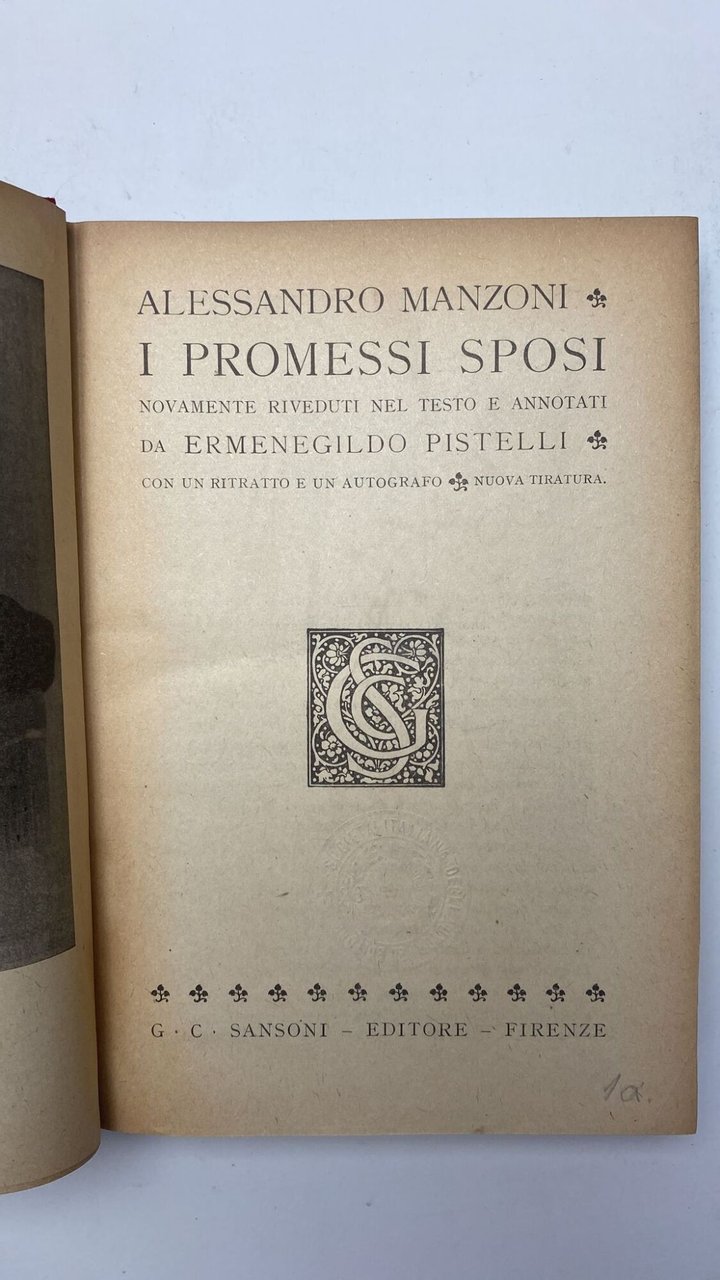 ALESSANDRO MANZONI
I PROMESSI SPOSI
NOVAMENTE RIVEDUTI NEL TESTO E ANNOTATI
DA ERMENEGILDO PISTELLI
CON UN RITRATTO E UN AUTOGRAFO NUOVA TIRATURA.
G · C · SANSONI – EDITORE – FIRENZE
1a.